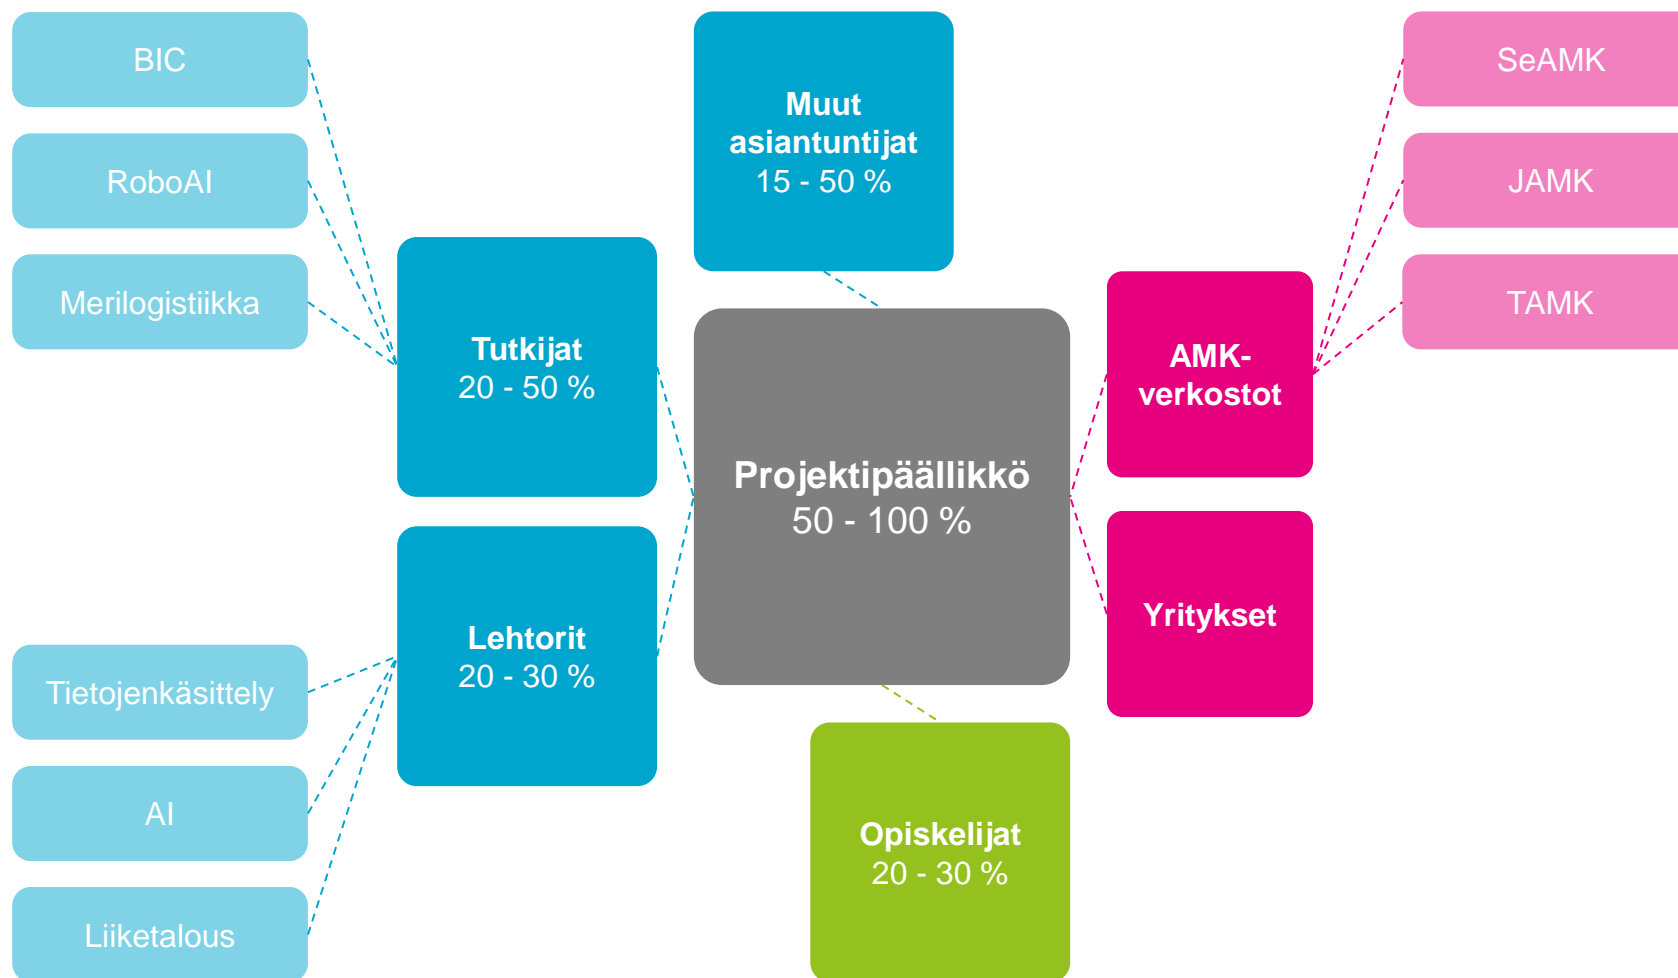 BIC
RoboAI
Merilogistiikka
Tutkijat
20 - 50 %
Lehtorit
20 - 30 %
Tietojenkäsittely
AI
Liiketalous
Muut
asiantuntijat
15 - 50 %
Projektipäällikkö
50 - 100 %
Opiskelijat
20 - 30 %
AMK-
verkostot
Yritykset
SeAMK
JAMK
TAMK